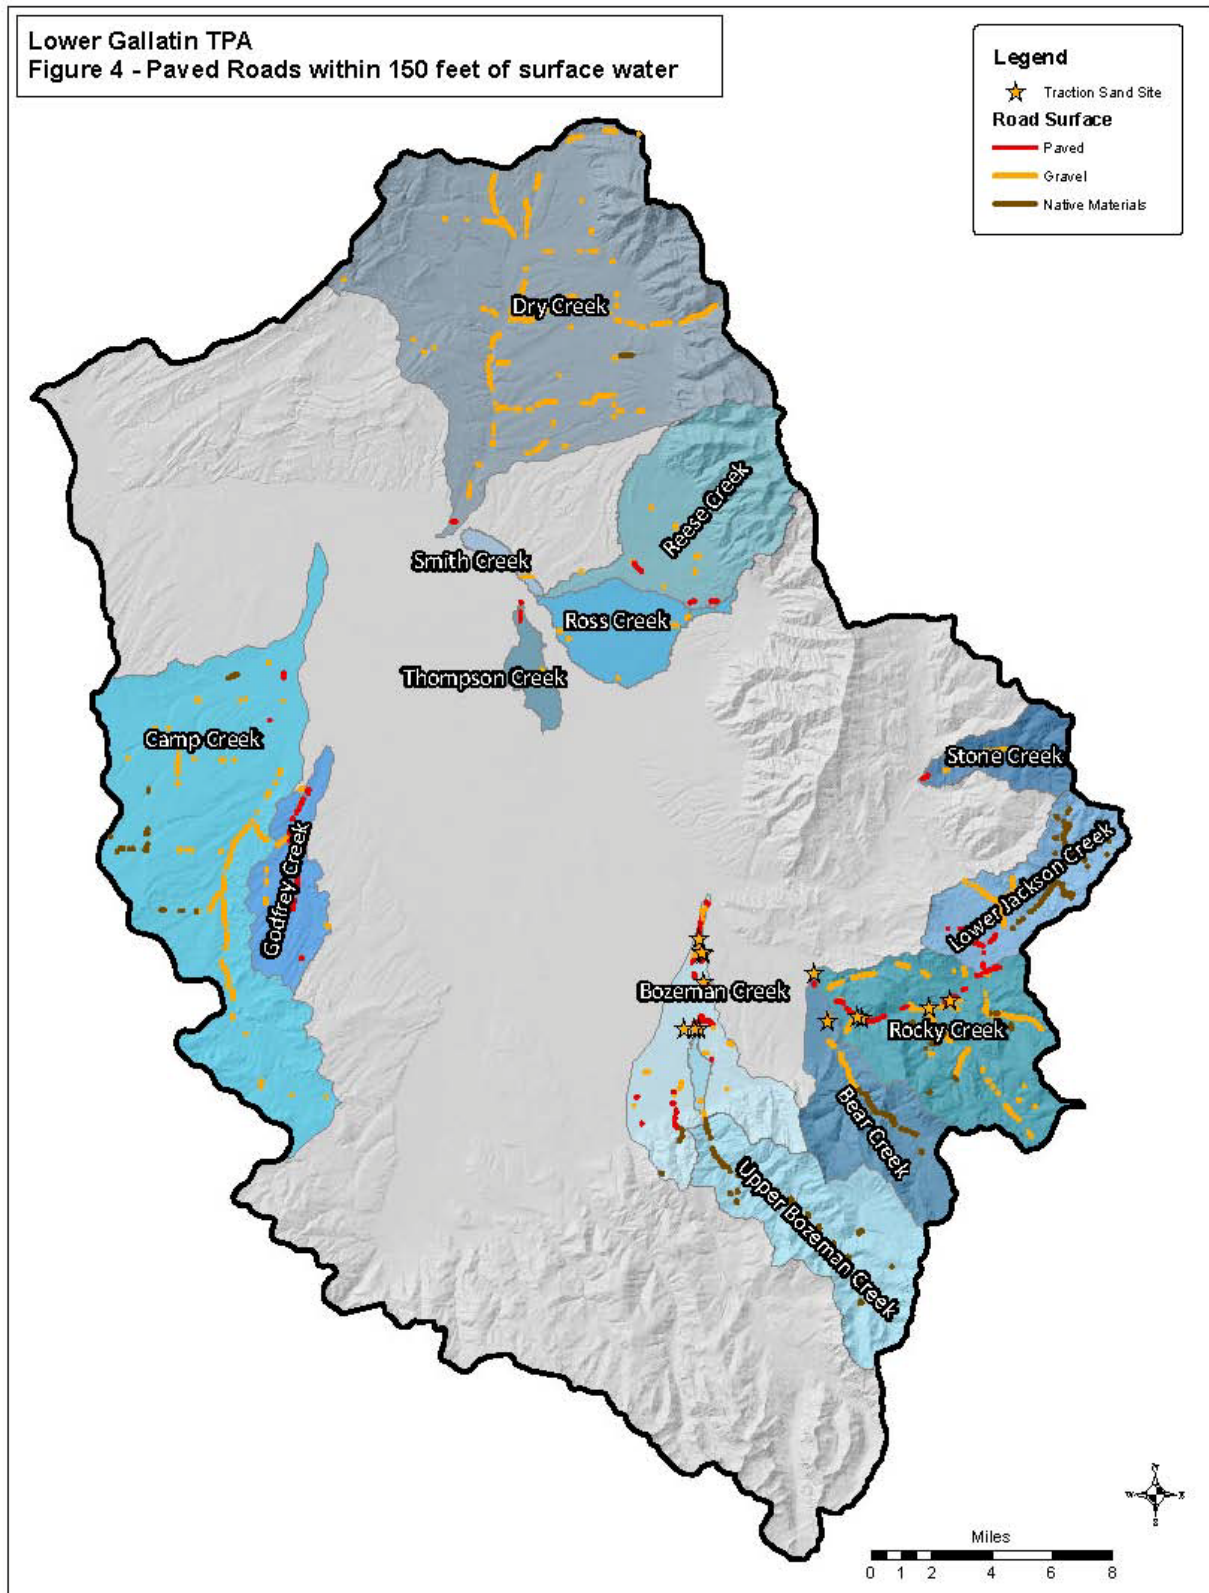 Lower Gallatin TPA
Figure 4 - Paved Roads within 150 feet of surface water
Legend
Traction Sand Site
Road Surface
Paved
Gravel
Native Materials
Dry Creek
Reese Creek
Smith Creek
Ross Creek
Thompson Creek
Camp Creek
Stone Creek
Godfrey Creek
Lower Jackson Creek
Bozeman Creek
Rocky Creek
Bear Creek
Upper Bozeman Creek
N
W E
S
Miles
0 1 2 4 6 8